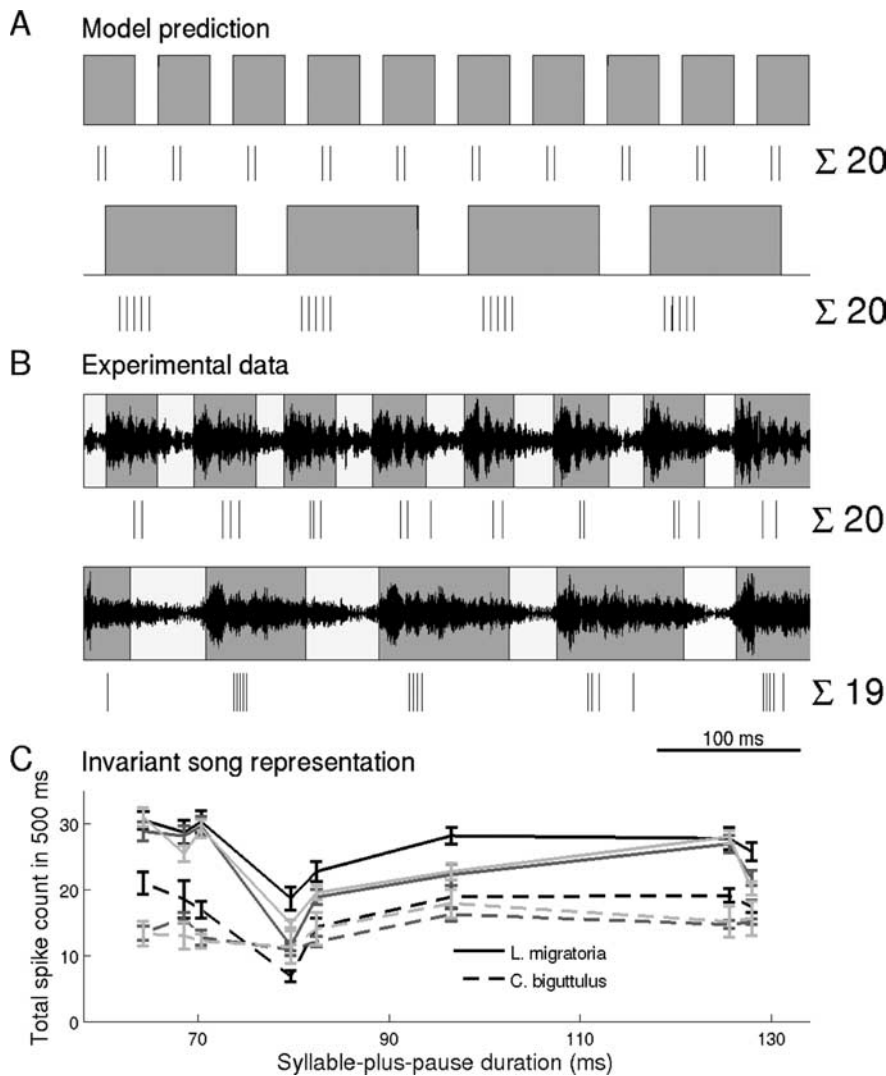 A
Model prediction
Σ 20
Σ 20
B
Experimental data
Σ 20
Σ 19
100 ms
C
Invariant song representation
Total spike count in 500 ms
30
20
10
0
L. migratoria
C. biguttulus
70
90
110
130
Syllable-plus-pause duration (ms)